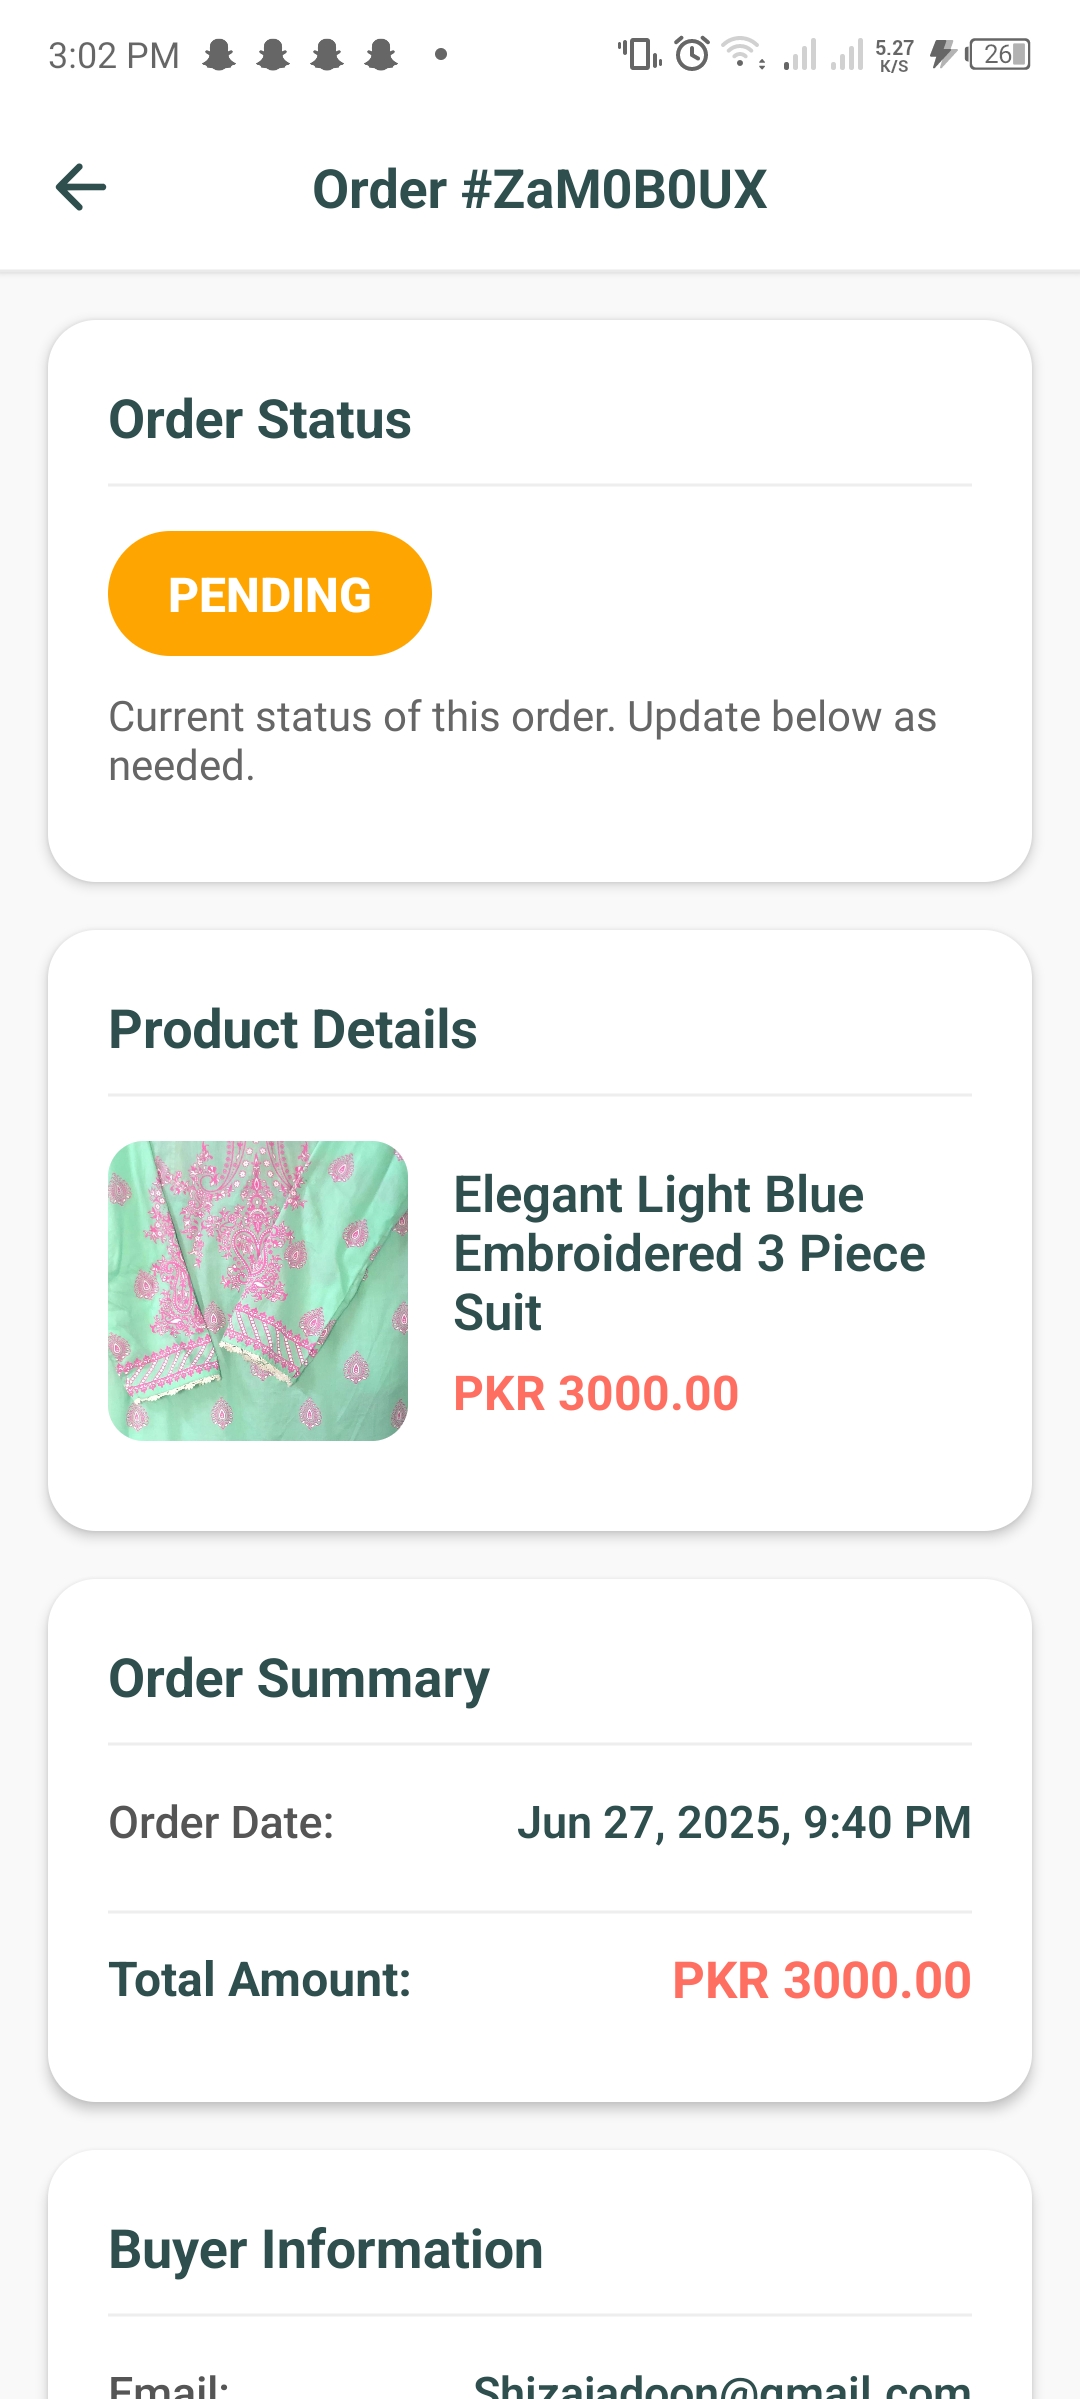 3:02 PM
5.27
K/S
26
Order #ZaM0B0UX
Order Status
PENDING
Current status of this order. Update below as
needed.
Product Details
Elegant Light Blue
Embroidered 3 Piece
Suit
PKR 3000.00
Order Summary
Order Date: Jun 27, 2025, 9:40 PM
Total Amount: PKR 3000.00
Buyer Information
Email: Shizajadoon@gmail.com